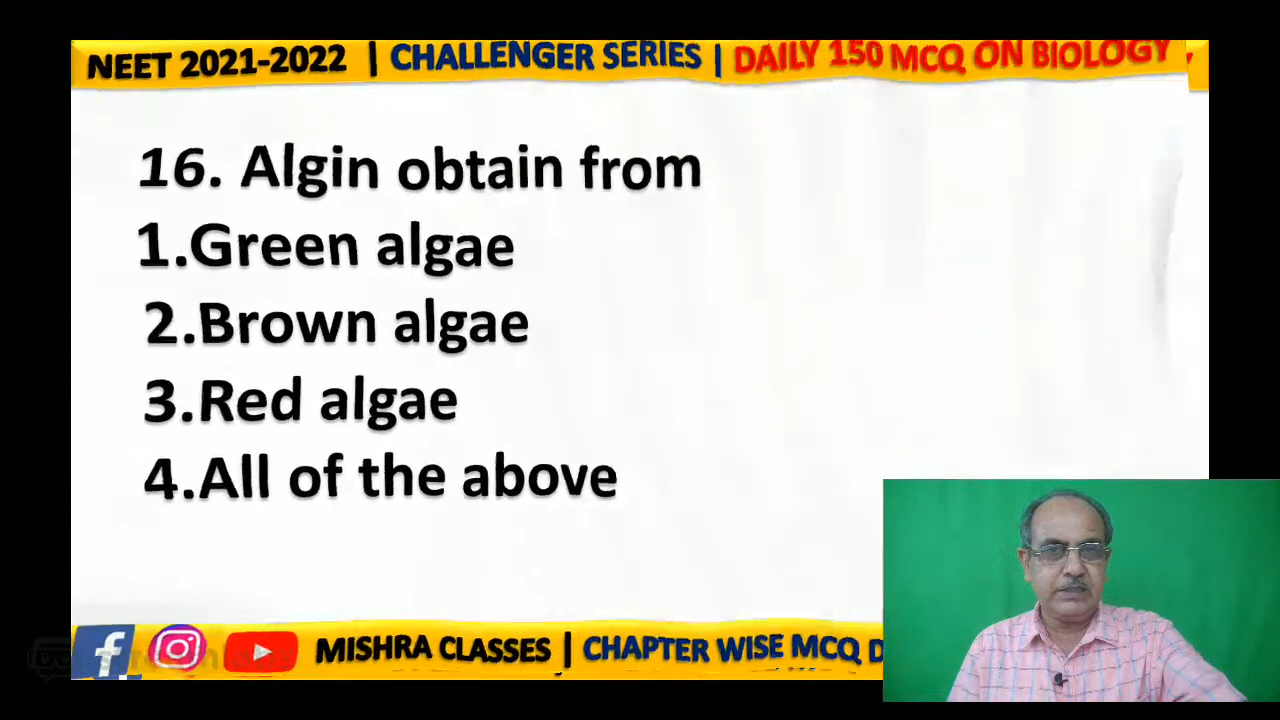 NEET 2021-2022 | CHALLENGER SERIES | DAILY 150 MCQ ON BIOLOGY
16. Algin obtain from
1.Green algae
2.Brown algae
3.Red algae
4.All of the above
MISHRA CLASSES | CHAPTER WISE MCQ D